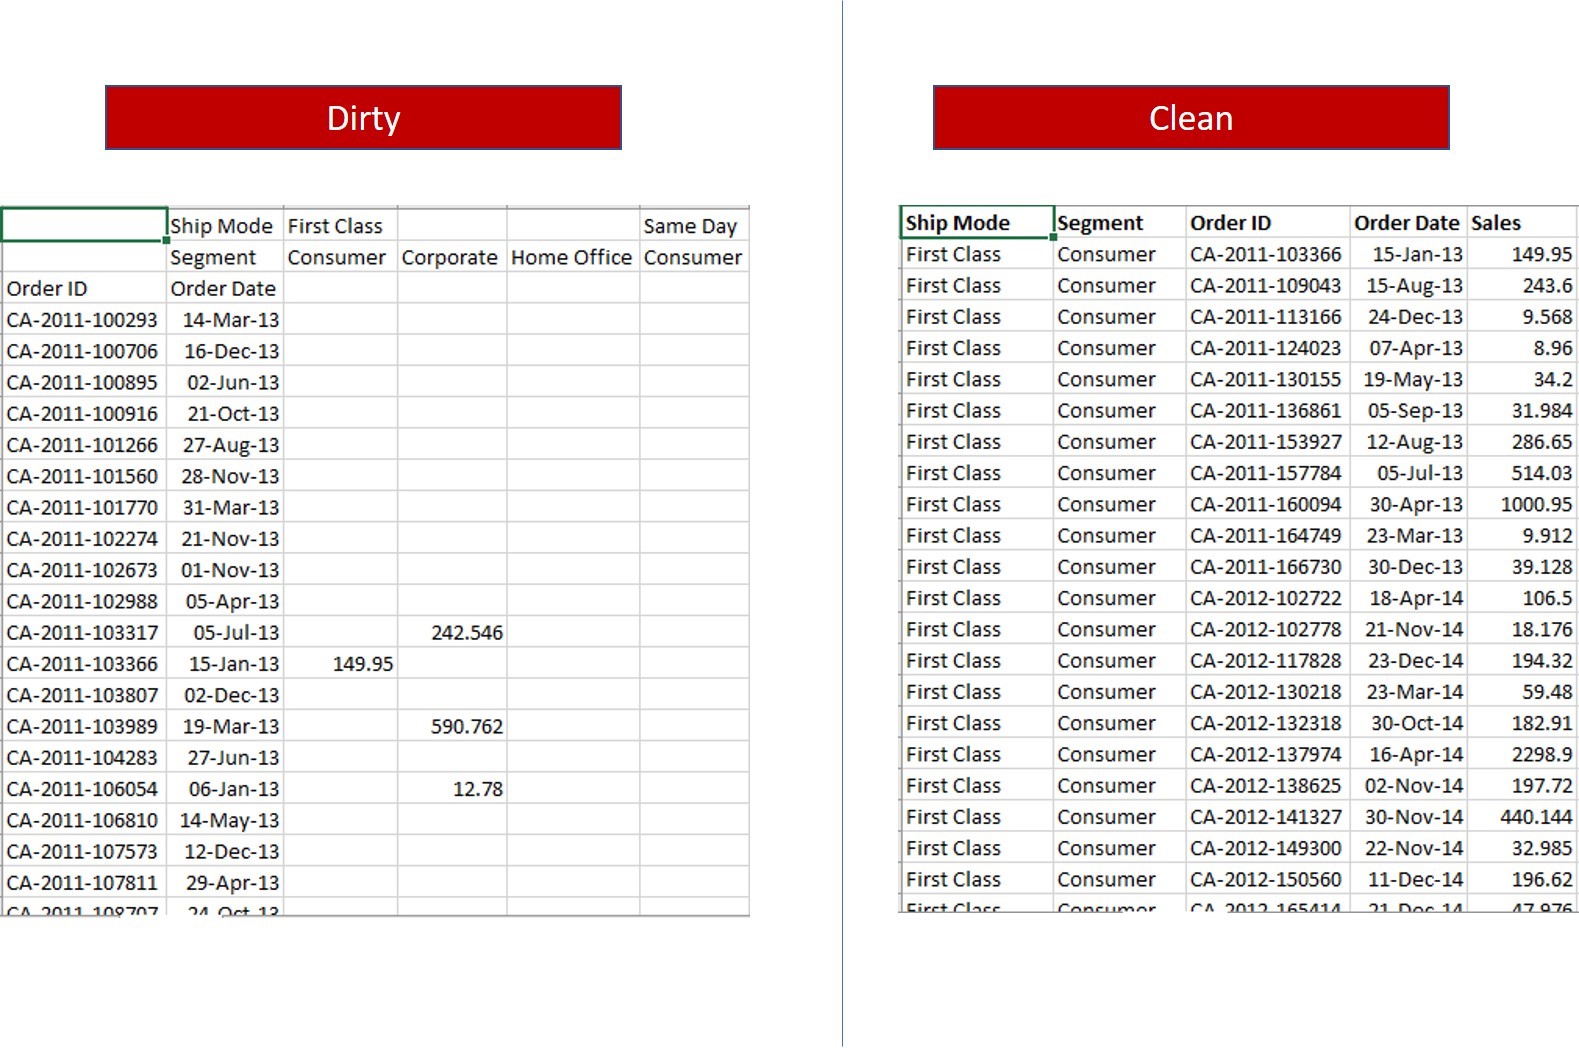 Dirty
Ship Mode First Class Same Day
Segment Consumer Corporate Home Office Consumer
Order ID Order Date
CA-2011-100293 14-Mar-13
CA-2011-100706 16-Dec-13
CA-2011-100895 02-Jun-13
CA-2011-100916 21-Oct-13
CA-2011-101266 27-Aug-13
CA-2011-101560 28-Nov-13
CA-2011-101770 31-Mar-13
CA-2011-102274 21-Nov-13
CA-2011-102673 01-Nov-13
CA-2011-102988 05-Apr-13
CA-2011-103317 05-Jul-13 242.546
CA-2011-103366 15-Jan-13 149.95
CA-2011-103807 02-Dec-13
CA-2011-103989 19-Mar-13 590.762
CA-2011-104283 27-Jun-13
CA-2011-106054 06-Jan-13 12.78
CA-2011-106810 14-May-13
CA-2011-107573 12-Dec-13
CA-2011-107811 29-Apr-13
CA-2011-108707 24-Oct-13
Clean
Ship Mode Segment Order ID Order Date Sales
First Class Consumer CA-2011-103366 15-Jan-13 149.95
First Class Consumer CA-2011-109043 15-Aug-13 243.6
First Class Consumer CA-2011-113166 24-Dec-13 9.568
First Class Consumer CA-2011-124023 07-Apr-13 8.96
First Class Consumer CA-2011-130155 19-May-13 34.2
First Class Consumer CA-2011-136861 05-Sep-13 31.984
First Class Consumer CA-2011-153927 12-Aug-13 286.65
First Class Consumer CA-2011-157784 05-Jul-13 514.03
First Class Consumer CA-2011-160094 30-Apr-13 1000.95
First Class Consumer CA-2011-164749 23-Mar-13 9.912
First Class Consumer CA-2011-166730 30-Dec-13 39.128
First Class Consumer CA-2012-102722 18-Apr-14 106.5
First Class Consumer CA-2012-102778 21-Nov-14 18.176
First Class Consumer CA-2012-117828 23-Dec-14 194.32
First Class Consumer CA-2012-130218 23-Mar-14 59.48
First Class Consumer CA-2012-132318 30-Oct-14 182.91
First Class Consumer CA-2012-137974 16-Apr-14 2298.9
First Class Consumer CA-2012-138625 02-Nov-14 197.72
First Class Consumer CA-2012-141327 30-Nov-14 440.144
First Class Consumer CA-2012-149300 22-Nov-14 32.985
First Class Consumer CA-2012-150560 11-Dec-14 196.62
First Class Consumer CA-2012-165414 21-Dec-14 47.976